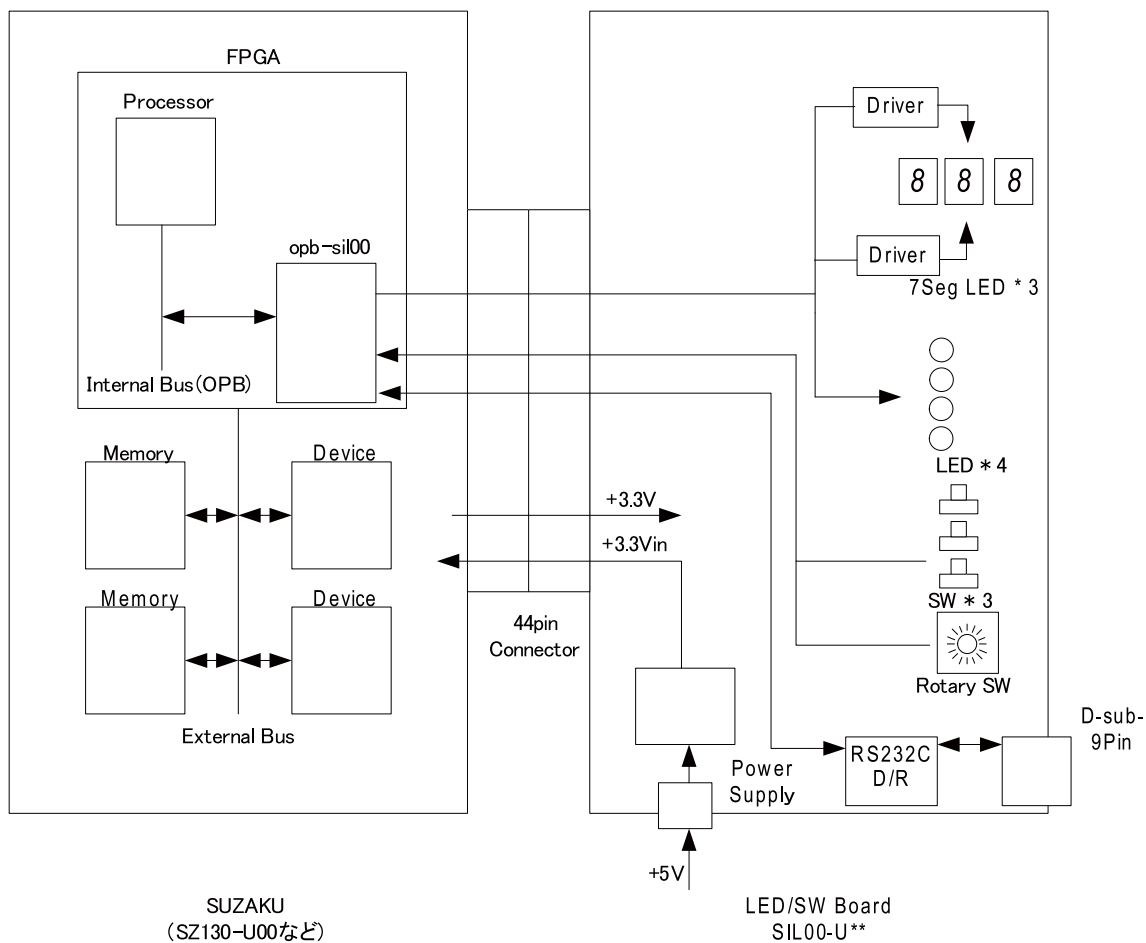 FPGA
Processor
opb-sil00
Internal Bus(OPB)
Memory
Device
Memory
Device
External Bus
+3.3V
+3.3Vin
44pin
Connector
Driver
8 8 8
Driver
7Seg LED * 3
LED * 4
SW * 3
Rotary SW
D-sub-
9Pin
RS232C
D/R
Power
Supply
+5V
SUZAKU
(SZ130-U00など)
LED/SW Board
SIL00-U**